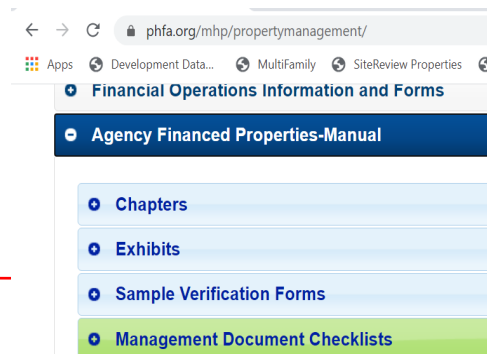 phfa.org/mhp/propertymanagement/
Apps Development Data... MultiFamily SiteReview Properties
Financial Operations Information and Forms
Agency Financed Properties-Manual
Chapters
Exhibits
Sample Verification Forms
Management Document Checklists